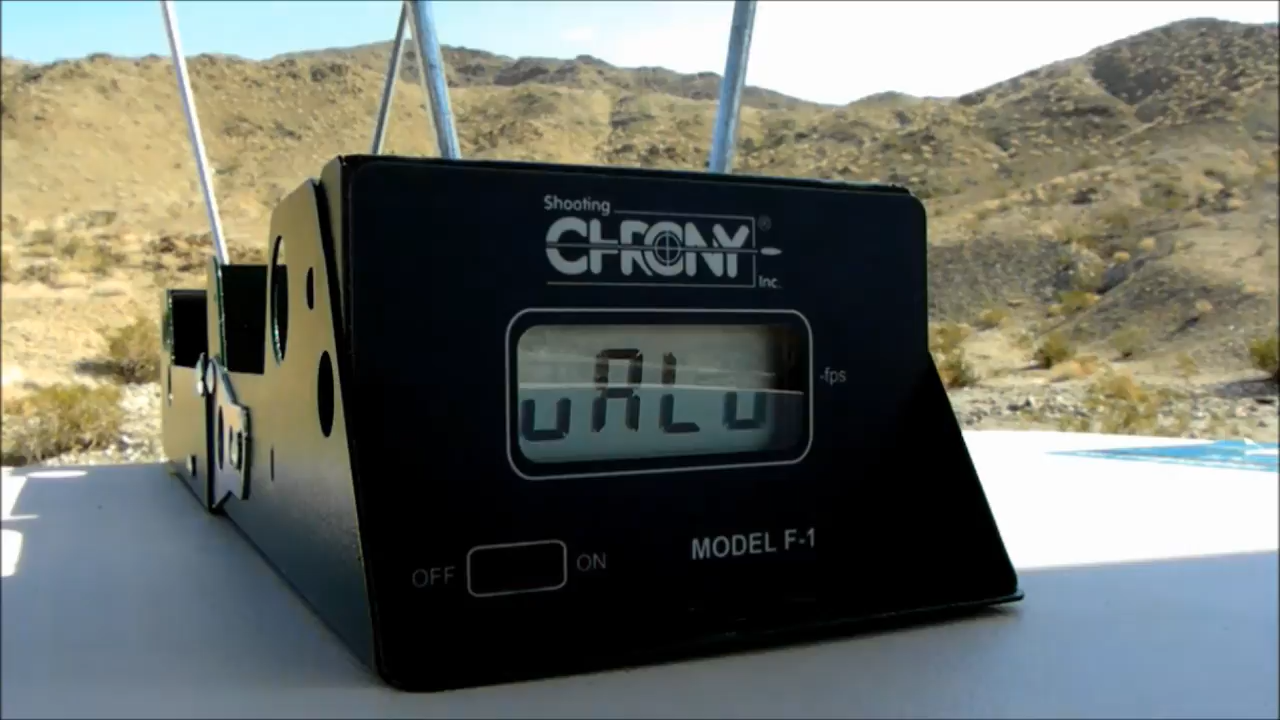 Shooting
CHRONY®
Inc.
uALu
-fps
OFF
ON
MODEL F-1